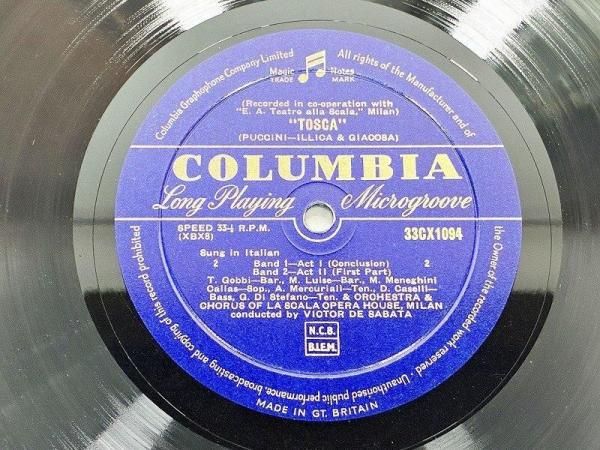 Columbia Graphophone Company Limited
All rights of the Manufacturer and of
the Owner of the recorded work reserved · Unauthorised public performance, broadcasting
and copying of this record prohibited
Magic Notes
TRADE MARK
(Recorded in co-operation with
"E. A. Teatro alla Scala," Milan)
"TOSCA"
(PUCCINI—ILLICA & GIACOSA)
COLUMBIA
Long Playing Microgroove
SPEED 33⅓ R.P.M.
(XBX8)
33CX1094
Sung in Italian
2 Band 1—Act I (Conclusion) 2
Band 2—Act II (First Part)
T. Gobbi—Bar., M. Luise—Bar., M. Meneghini
Callas—Sop., A. Mercuriali—Ten., D. Caselli—
Bass, G. Di Stefano—Ten. & ORCHESTRA &
CHORUS OF LA SCALA OPERA HOUSE, MILAN
conducted by VICTOR DE SABATA
N.C.B.
B.I.E.M.
MADE IN GT. BRITAIN